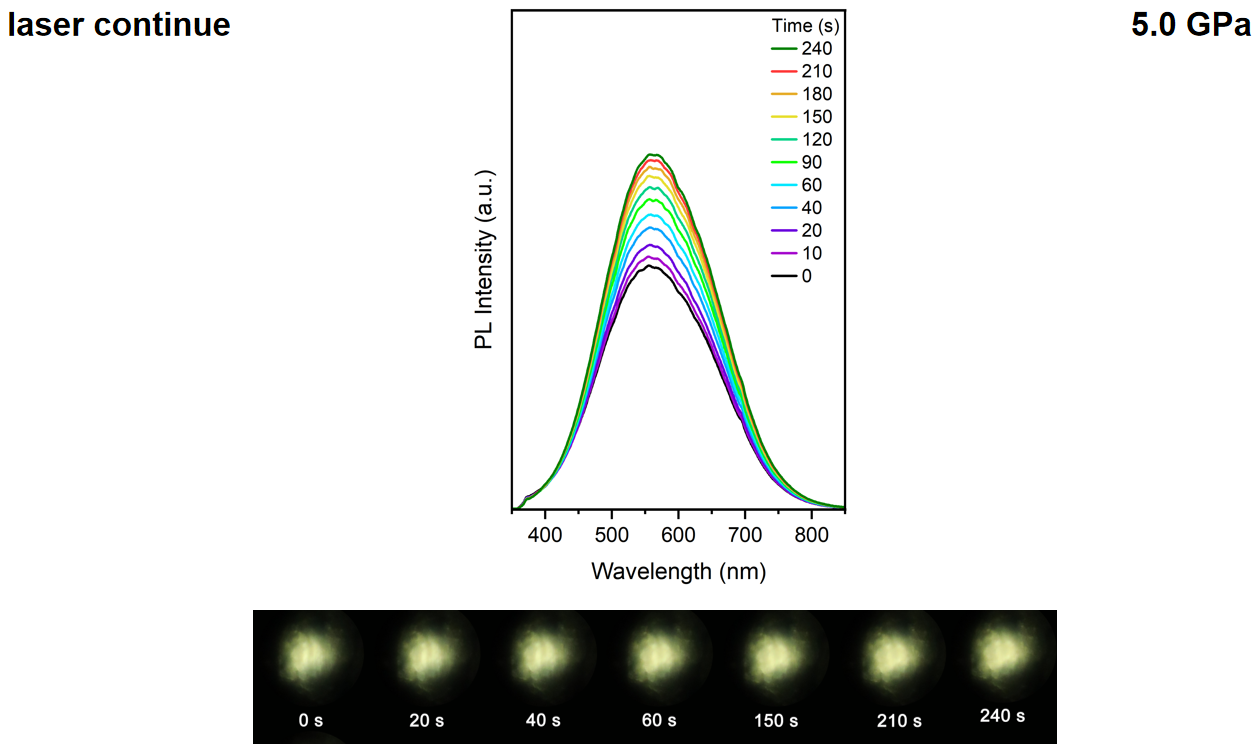 laser continue
5.0 GPa
Time (s)
240
210
180
150
120
90
60
40
20
10
0
PL Intensity (a.u.)
400 500 600 700 800
Wavelength (nm)
0 s 20 s 40 s 60 s 150 s 210 s 240 s